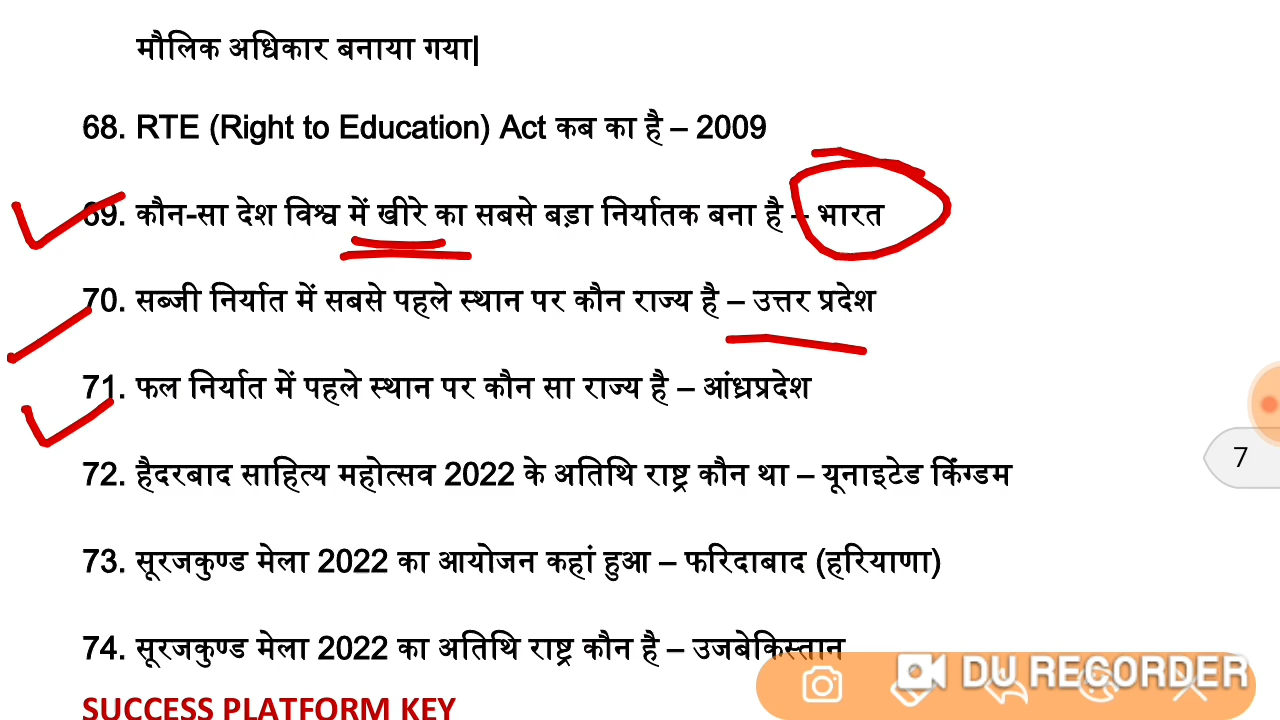 मौलिक अधिकार बनाया गया|
68. RTE (Right to Education) Act कब का है – 2009
69. कौन-सा देश विश्व में खीरे का सबसे बड़ा निर्यातक बना है – भारत
70. सब्जी निर्यात में सबसे पहले स्थान पर कौन राज्य है – उत्तर प्रदेश
71. फल निर्यात में पहले स्थान पर कौन सा राज्य है – आंध्रप्रदेश
72. हैदरबाद साहित्य महोत्सव 2022 के अतिथि राष्ट्र कौन था – यूनाइटेड किंग्डम
73. सूरजकुण्ड मेला 2022 का आयोजन कहां हुआ – फरिदाबाद (हरियाणा)
74. सूरजकुण्ड मेला 2022 का अतिथि राष्ट्र कौन है – उजबेकिस्तान
SUCCESS PLATFORM KEY
7
DU RECORDER